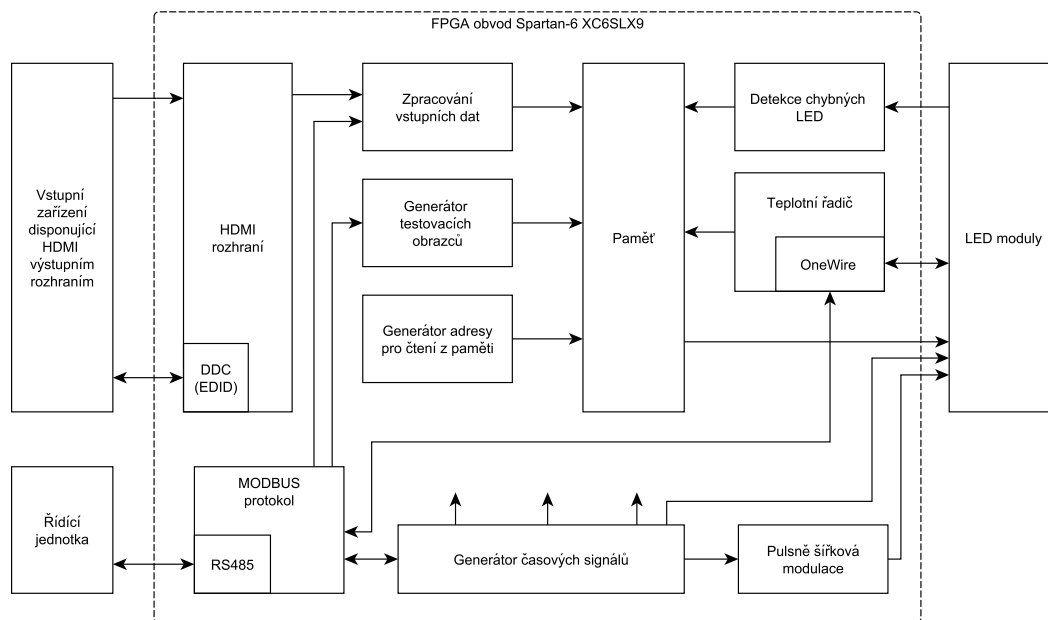 FPGA obvod Spartan-6 XC6SLX9
Vstupní
zařízení
disponující
HDMI
výstupním
rozhraním
HDMI
rozhraní
DDC
(EDID)
Zpracování
vstupních dat
Generátor
testovacích
obrazců
Generátor adresy
pro čtení z paměti
Paměť
Detekce chybných
LED
Teplotní řadič
OneWire
LED moduly
Řídící
jednotka
MODBUS
protokol
RS485
Generátor časových signálů
Pulsně šířková
modulace